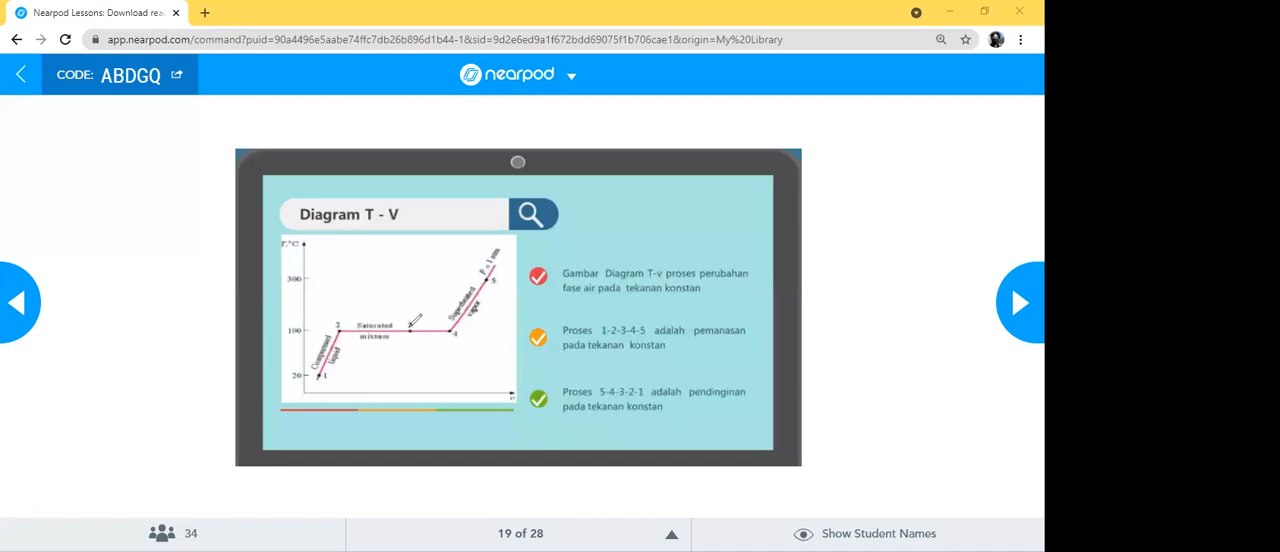 Nearpod Lessons: Download rea
app.nearpod.com/command?puid=90a4496e5aabe74ffc7db26b896d1b44-1&sid=9d2e6ed9a1f672bdd69075f1b706cae1&origin=My%20Library
CODE: ABDGQ
nearpod
Diagram T - V
T,°C
300
100
20
Compressed
liquid
Saturated
mixture
Superheated
vapor
P = 1 atm
1
2
4
5
v
Gambar Diagram T-v proses perubahan
fase air pada tekanan konstan
Proses 1-2-3-4-5 adalah pemanasan
pada tekanan konstan
Proses 5-4-3-2-1 adalah pendinginan
pada tekanan konstan
34
19 of 28
Show Student Names